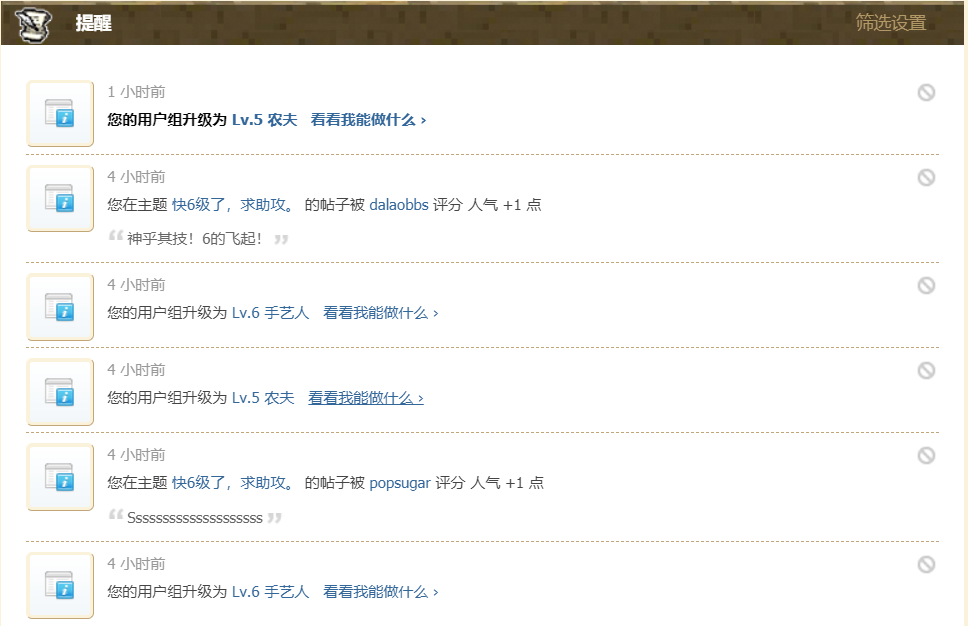 提醒 筛选设置
1 小时前
您的用户组升级为 Lv.5 农夫 看看我能做什么 ›
4 小时前
您在主题 快6级了，求助攻。 的帖子被 dalaobbs 评分 人气 +1 点
“ 神乎其技！6的飞起！ ”
4 小时前
您的用户组升级为 Lv.6 手艺人 看看我能做什么 ›
4 小时前
您的用户组升级为 Lv.5 农夫 看看我能做什么 ›
4 小时前
您在主题 快6级了，求助攻。 的帖子被 popsugar 评分 人气 +1 点
“ Ssssssssssssssssssss ”
4 小时前
您的用户组升级为 Lv.6 手艺人 看看我能做什么 ›